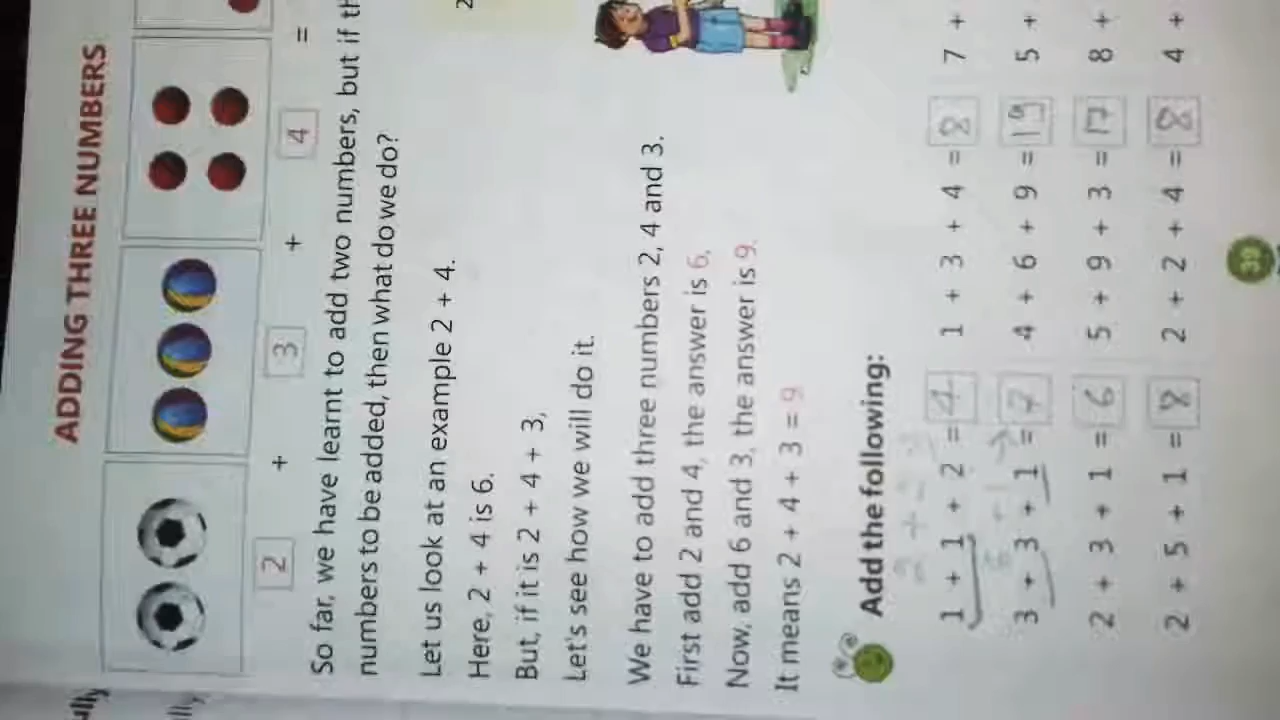 ADDING THREE NUMBERS
2 + 3 + 4 =
So far, we have learnt to add two numbers, but if
numbers to be added, then what do we do?
Let us look at an example 2 + 4.
Here, 2 + 4 is 6.
But, if it is 2 + 4 + 3,
Let's see how we will do it.
We have to add three numbers 2, 4 and 3.
First add 2 and 4, the answer is 6.
Now, add 6 and 3, the answer is 9.
It means 2 + 4 + 3 = 9
Add the following:
1 + 1 + 2 = 4 1 + 3 + 4 = 8 7 +
3 + 3 + 1 = 7 4 + 6 + 9 = 19 5 +
2 + 3 + 1 = 6 5 + 9 + 3 = 17 8 +
2 + 5 + 1 = 8 2 + 2 + 4 = 8 4 +
39